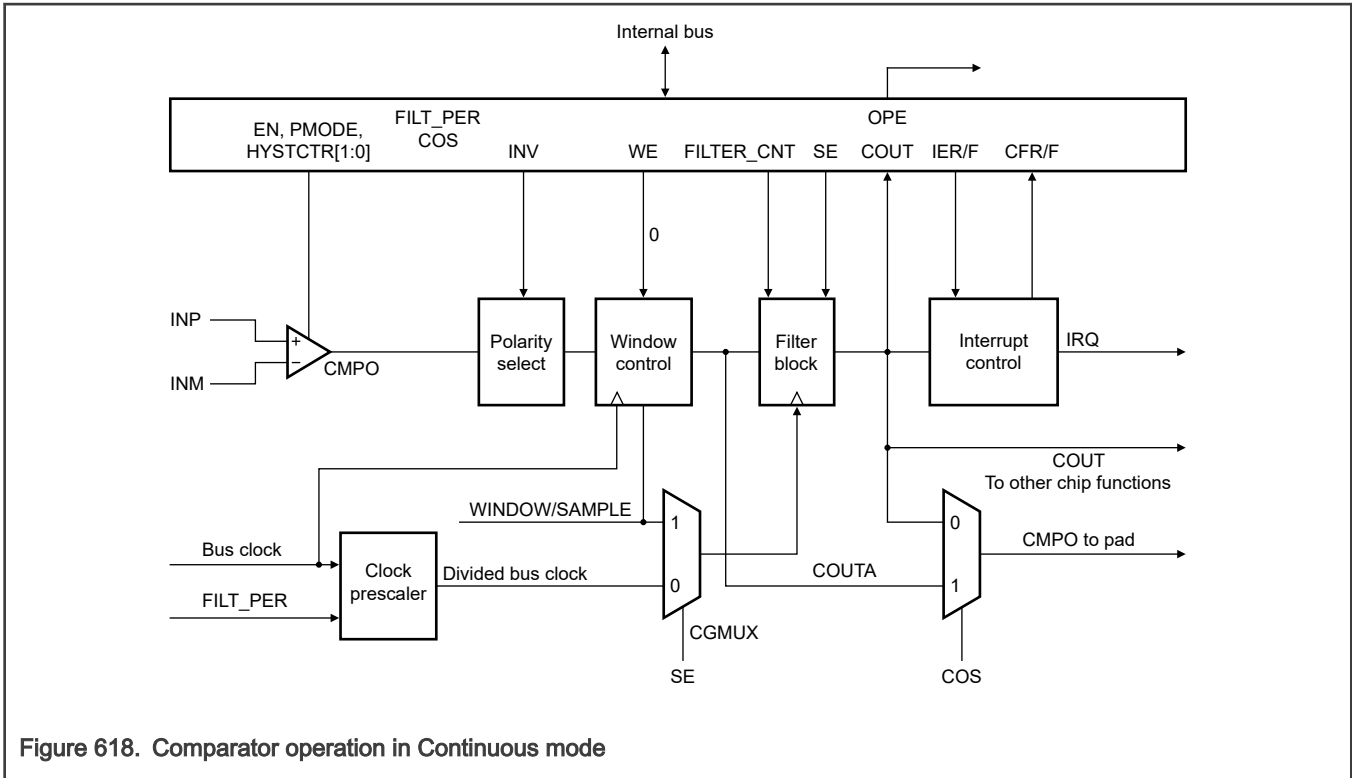 Internal bus
EN, PMODE,
HYSTCTR[1:0]
FILT_PER
COS
INV
WE
FILTER_CNT
SE
OPE
COUT
IER/F
CFR/F
0
INP
+
INM
−
CMPO
Polarity
select
Window
control
Filter
block
Interrupt
control
IRQ
COUT
To other chip functions
WINDOW/SAMPLE
1
0
CMPO to pad
Bus clock
Clock
prescaler
Divided bus clock
0
COUTA
1
FILT_PER
CGMUX
SE
COS
Figure 618. Comparator operation in Continuous mode